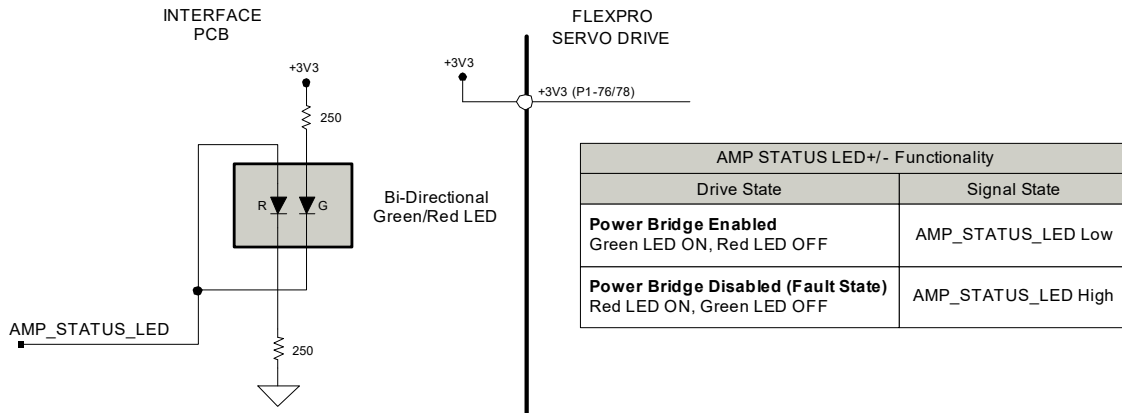 INTERFACE
PCB
FLEXPRO
SERVO DRIVE
+3V3
+3V3
+3V3 (P1-76/78)
250
R
G
Bi-Directional
Green/Red LED
AMP_STATUS_LED
250
AMP STATUS LED+/- Functionality
Drive State
Signal State
Power Bridge Enabled
Green LED ON, Red LED OFF
AMP_STATUS_LED Low
Power Bridge Disabled (Fault State)
Red LED ON, Green LED OFF
AMP_STATUS_LED High